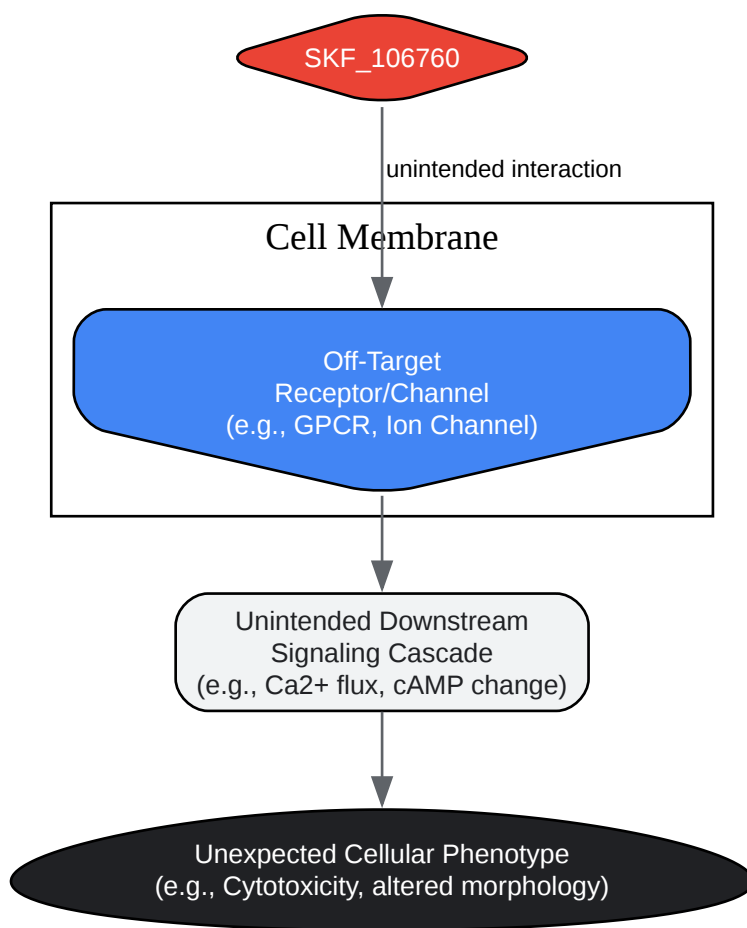 SKF_106760
unintended interaction
Cell Membrane
Off-Target
Receptor/Channel
(e.g., GPCR, Ion Channel)
Unintended Downstream
Signaling Cascade
(e.g., Ca2+ flux, cAMP change)
Unexpected Cellular Phenotype
(e.g., Cytotoxicity, altered morphology)